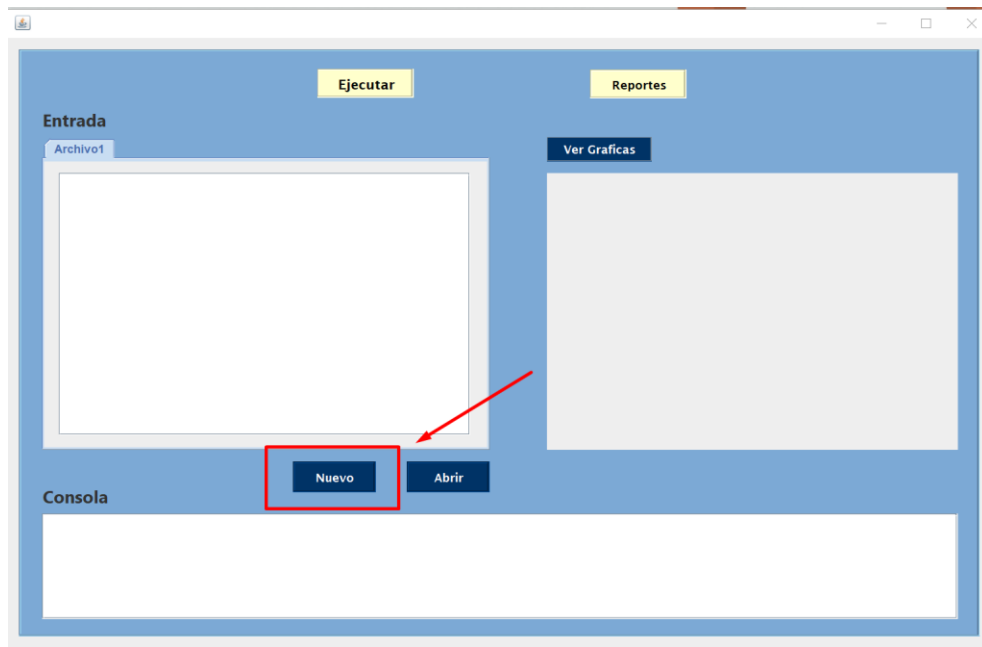 Ejecutar
Reportes
Entrada
Archivo1
Ver Graficas
Nuevo
Abrir
Consola